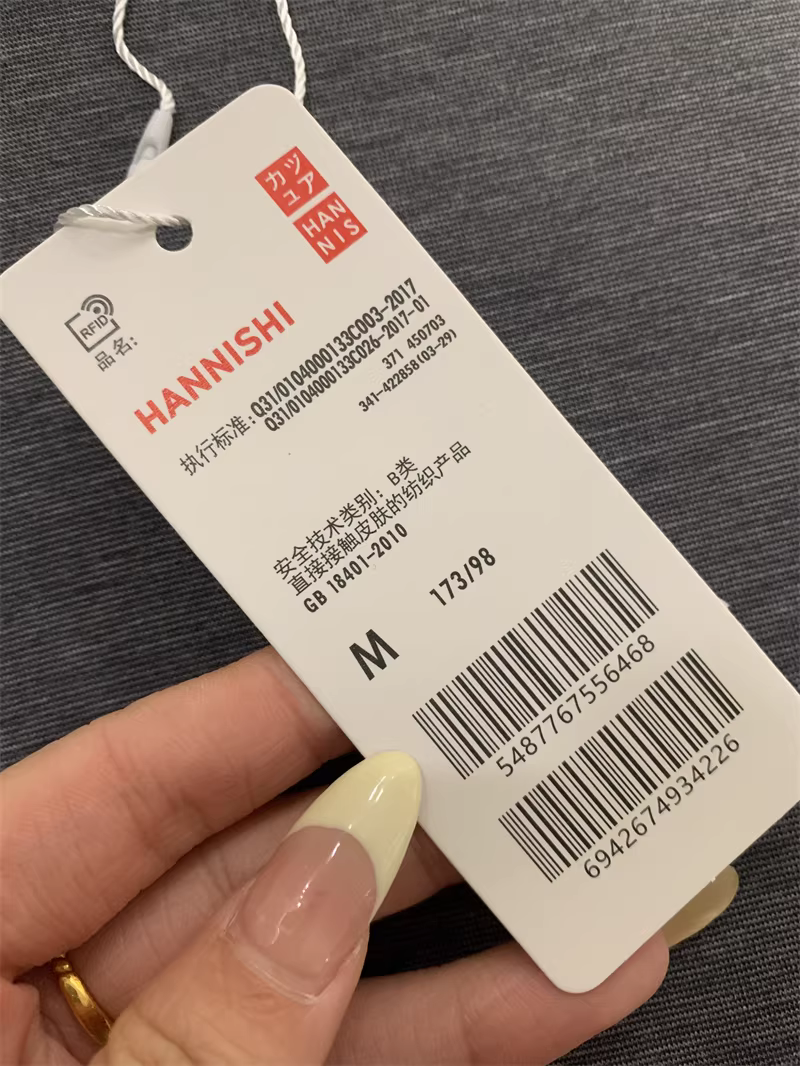 カツ
ュア
HAN
NIS
RFID
品名:
HANNISHI
执行标准: Q31/0104000133C003-2017
Q31/0104000133C026-2017-01
371 450703
341-422858(03-29)
安全技术类别: B类
直接接触皮肤的纺织产品
GB 18401-2010
M 173/98
5487767556468
6942674934226